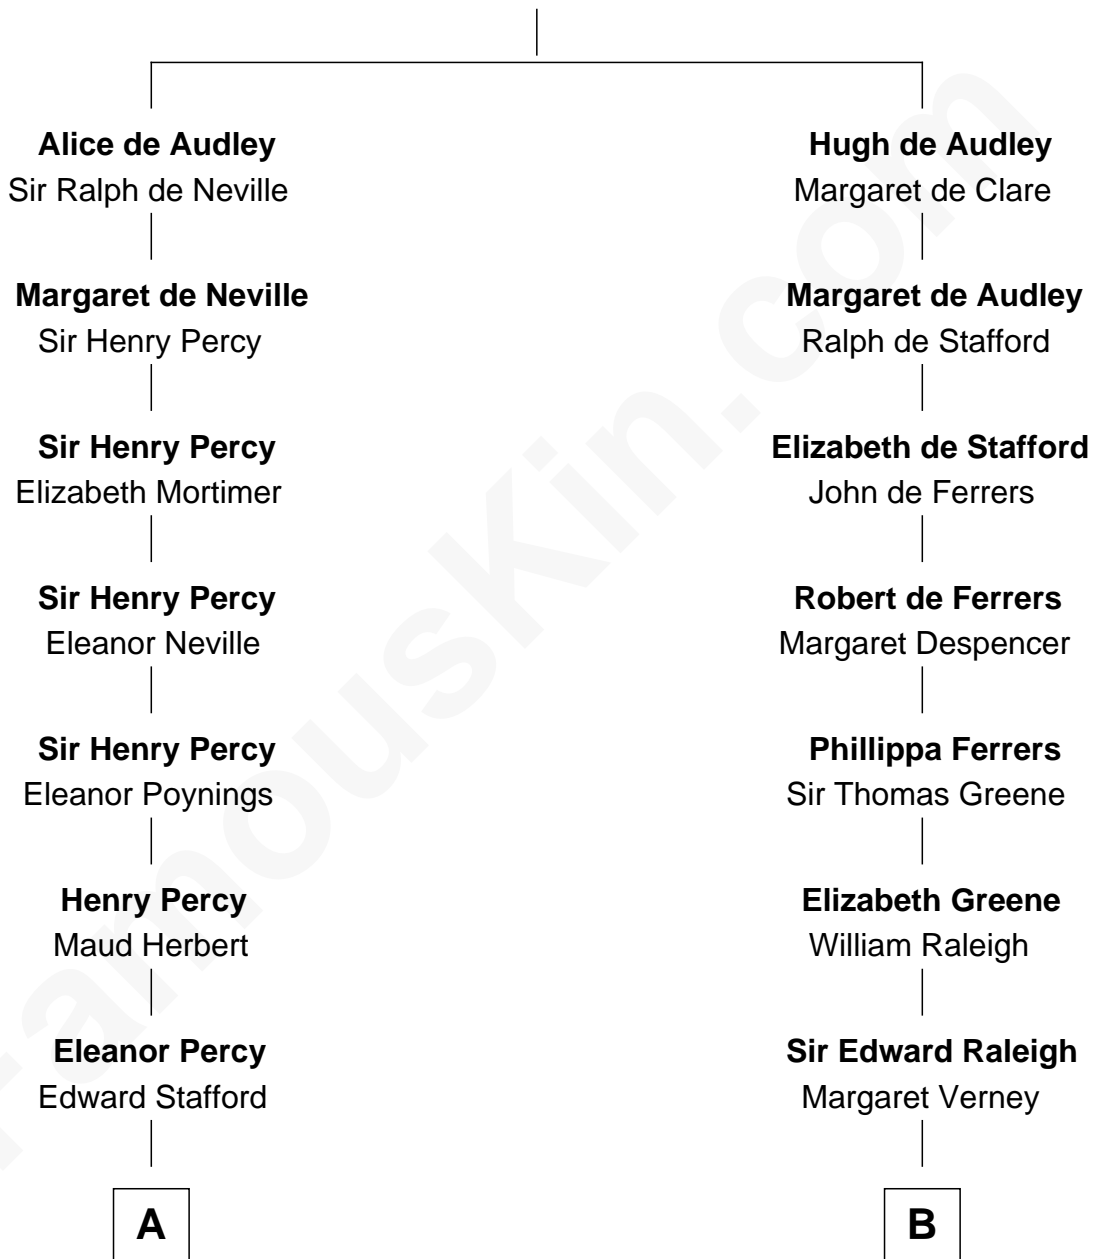 Alice de Audley
Sir Ralph de Neville
Hugh de Audley
Margaret de Clare
Margaret de Neville
Sir Henry Percy
Margaret de Audley
Ralph de Stafford
Sir Henry Percy
Elizabeth Mortimer
Elizabeth de Stafford
John de Ferrers
Sir Henry Percy
Eleanor Neville
Robert de Ferrers
Margaret Despencer
Sir Henry Percy
Eleanor Poynings
Phillippa Ferrers
Sir Thomas Greene
Henry Percy
Maud Herbert
Elizabeth Greene
William Raleigh
Eleanor Percy
Edward Stafford
Sir Edward Raleigh
Margaret Verney
A
B
FamousKin.com